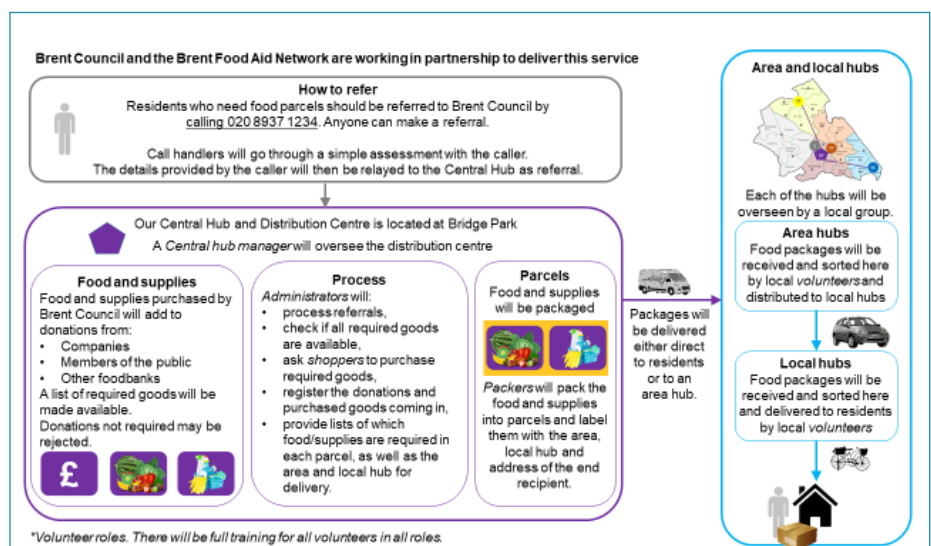 Brent Council and the Brent Food Aid Network are working in partnership to deliver this service
How to refer
Residents who need food parcels should be referred to Brent Council by
calling 020 8937 1234. Anyone can make a referral.
Call handlers will go through a simple assessment with the caller.
The details provided by the caller will then be relayed to the Central Hub as referral.
Our Central Hub and Distribution Centre is located at Bridge Park
A Central hub manager will oversee the distribution centre
Food and supplies
Food and supplies purchased by
Brent Council will add to
donations from:
• Companies
• Members of the public
• Other foodbanks
A list of required goods will be
made available.
Donations not required may be
rejected.
£
Process
Administrators will:
• process referrals,
• check if all required goods
are available,
• ask shoppers to purchase
required goods,
• register the donations and
purchased goods coming in,
• provide lists of which
food/supplies are required in
each parcel, as well as the
area and local hub for
delivery.
Parcels
Food and supplies
will be packaged
Packers will pack the
food and supplies
into parcels and label
them with the area,
local hub and
address of the end
recipient.
Packages will
be delivered
either direct
to residents
or to an
area hub.
Area and local hubs
Each of the hubs will be
overseen by a local group.
Area hubs
Food packages will be
received and sorted here
by local volunteers and
distributed to local hubs
Local hubs
Food packages will be
received and sorted here
and delivered to residents
by local volunteers
*Volunteer roles. There will be full training for all volunteers in all roles.